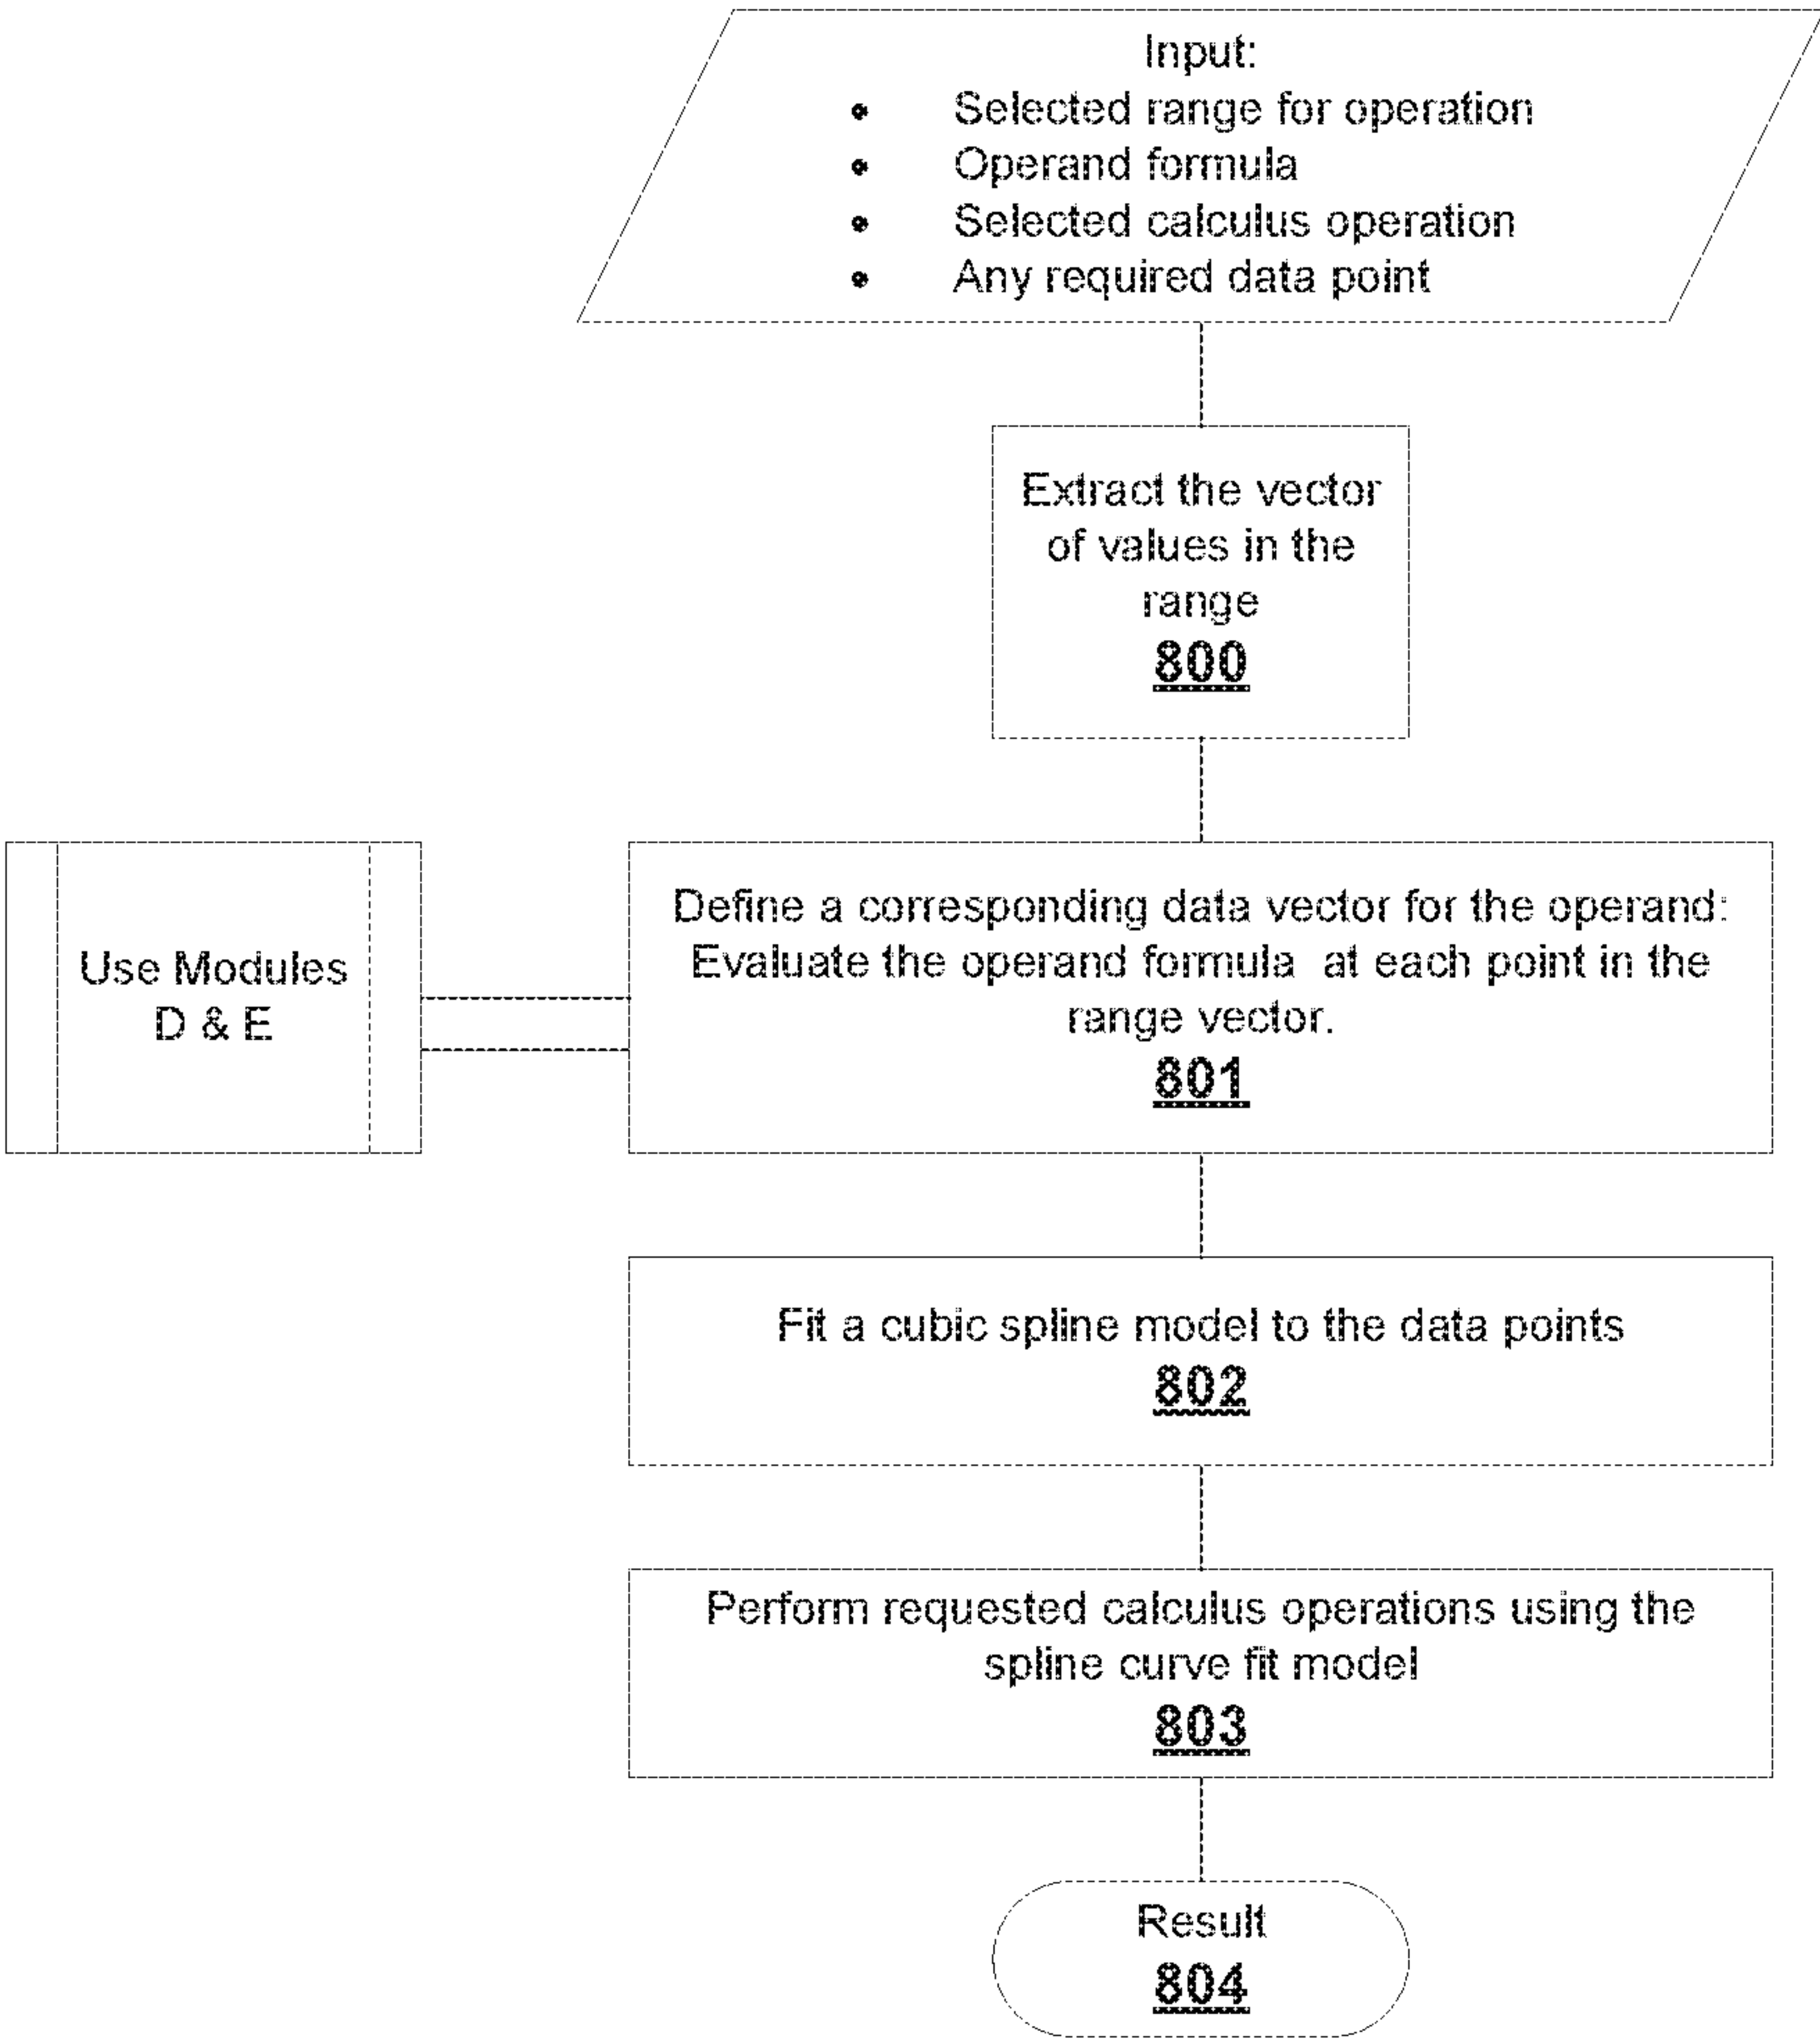 Input:
• Selected range for operation
• Operand formula
• Selected calculus operation
• Any required data point
Extract the vector
of values in the
range
800
Use Modules
D & E
Define a corresponding data vector for the operand:
Evaluate the operand formula at each point in the
range vector.
801
Fit a cubic spline model to the data points
802
Perform requested calculus operations using the
spline curve fit model
803
Result
804